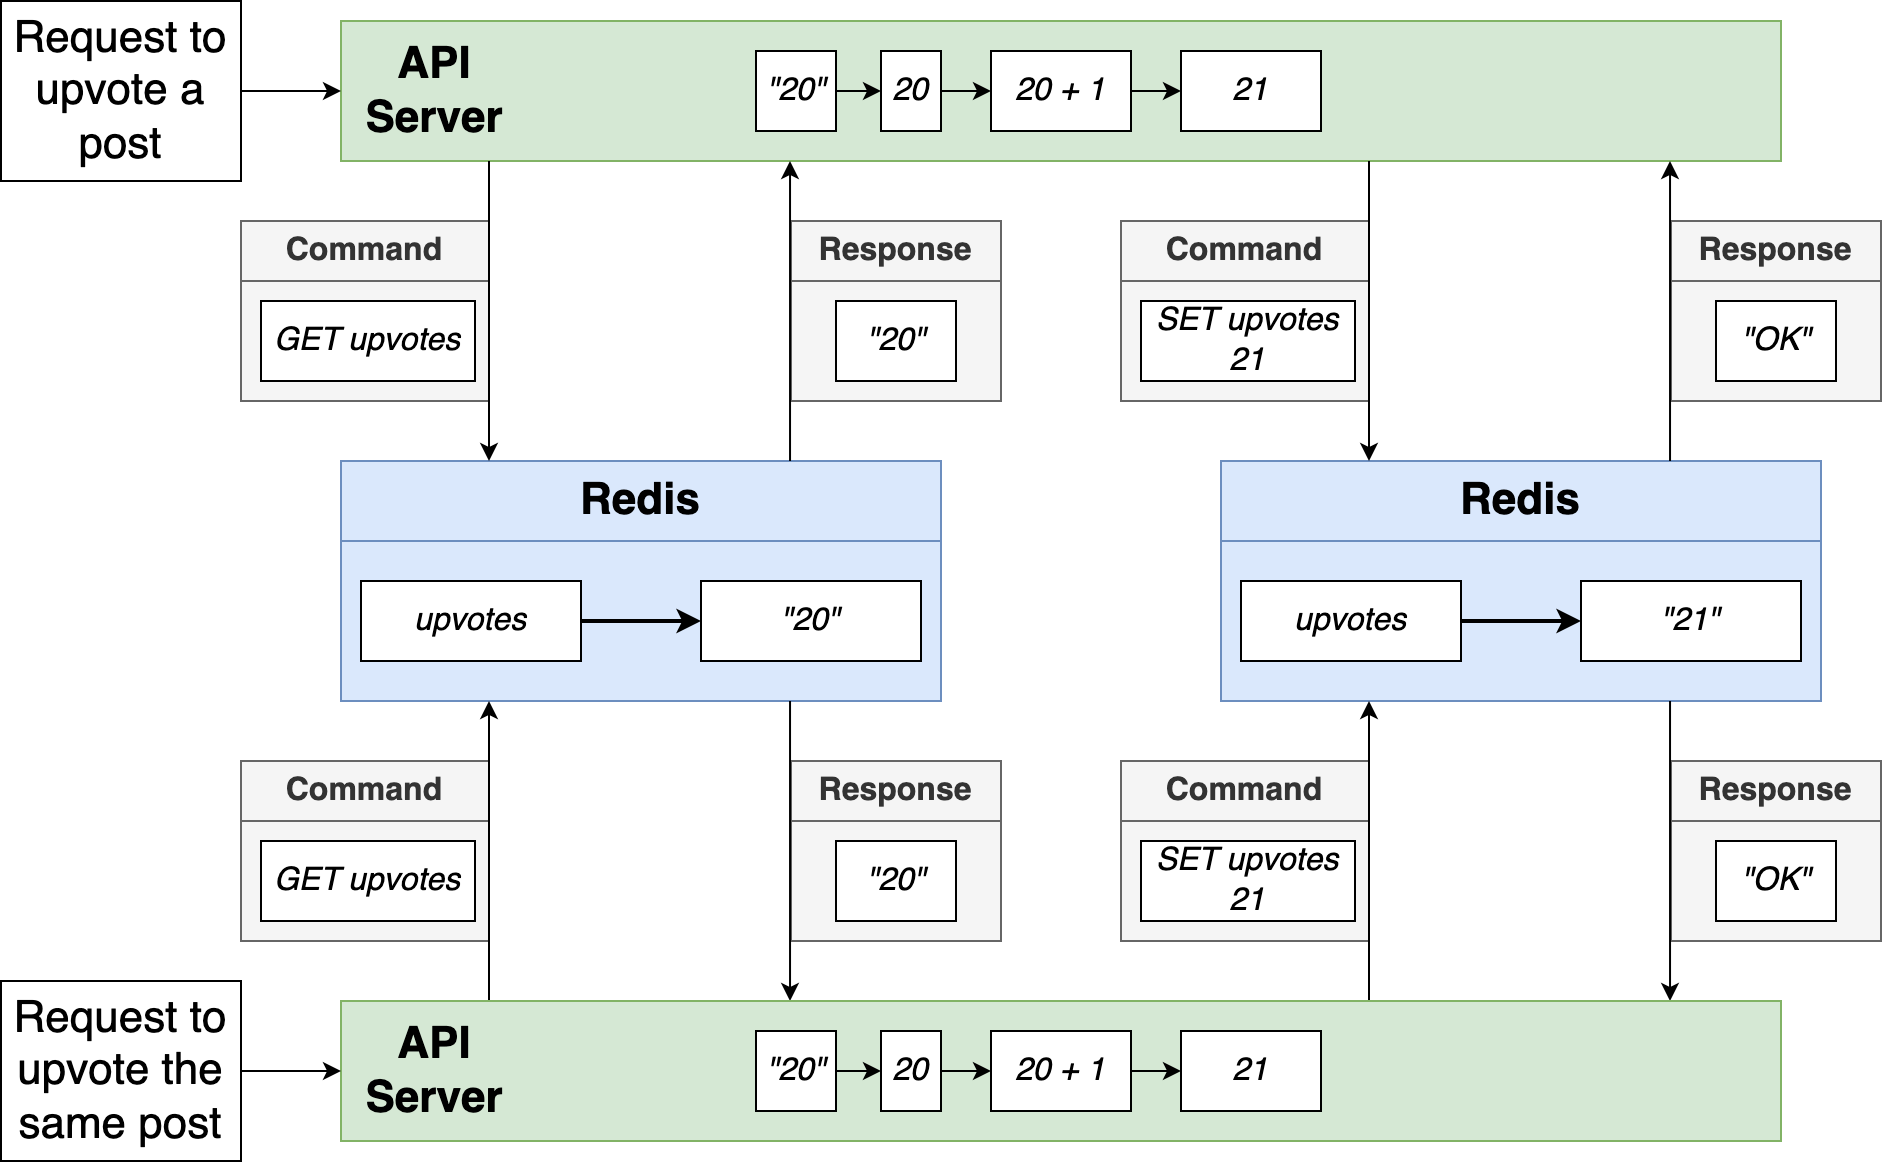 Request to
upvote a
post
API
Server
"20"
20
20 + 1
21
Command
GET upvotes
Response
"20"
Command
SET upvotes
21
Response
"OK"
Redis
upvotes
"20"
Redis
upvotes
"21"
Command
GET upvotes
Response
"20"
Command
SET upvotes
21
Response
"OK"
Request to
upvote the
same post
API
Server
"20"
20
20 + 1
21